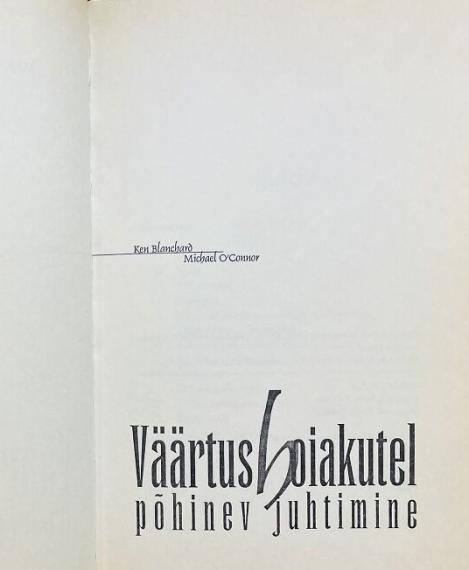 Ken Blanchard
Michael O'Connor
Väärtushoiakutel
põhinev juhtimine